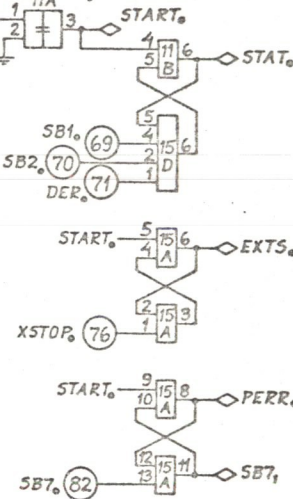 11A
1 3 START₀
2
4 11 6 STAT₀
5 B
5
SB1₀ 69 4 15 6
SB2₀ 70 2 D
DER₀ 71 1
START₀ 5 15 6 EXTS₀
4 A
2 15 3
XSTOP₀ 76 1 A
START₀ 9 15 8 PERR₀
10 A
12 15 11 SB7₁
SB7₀ 82 13 A